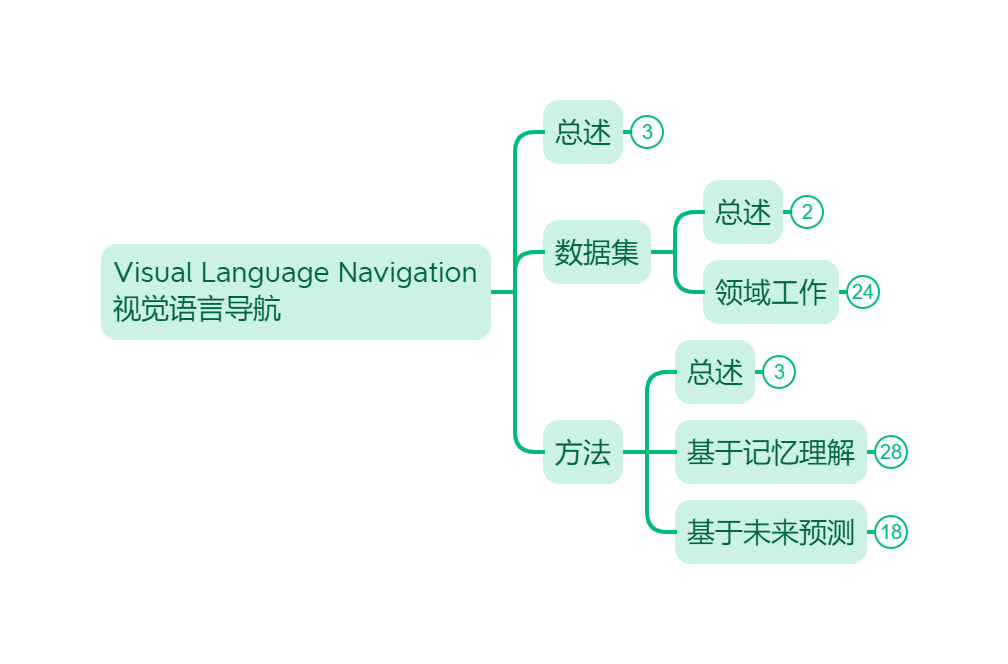 Visual Language Navigation
视觉语言导航
总述
3
数据集
总述
2
领域工作
24
方法
总述
3
基于记忆理解
28
基于未来预测
18